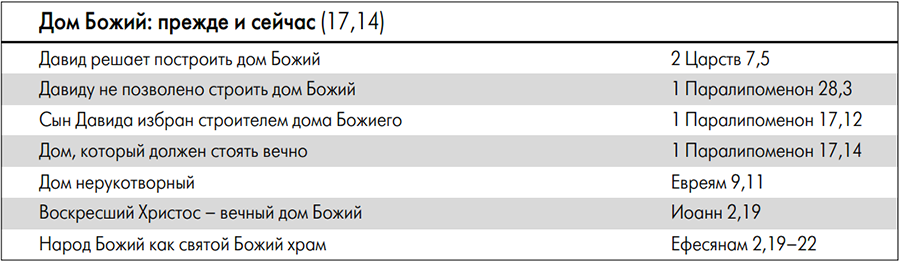 Дом Божий: прежде и сейчас (17,14)
Давид решает построить дом Божий 2 Царств 7,5
Давиду не позволено строить дом Божий 1 Паралипоменон 28,3
Сын Давида избран строителем дома Божиего 1 Паралипоменон 17,12
Дом, который должен стоять вечно 1 Паралипоменон 17,14
Дом нерукотворный Евреям 9,11
Воскресший Христос – вечный дом Божий Иоанн 2,19
Народ Божий как святой Божий храм Ефесянам 2,19–22